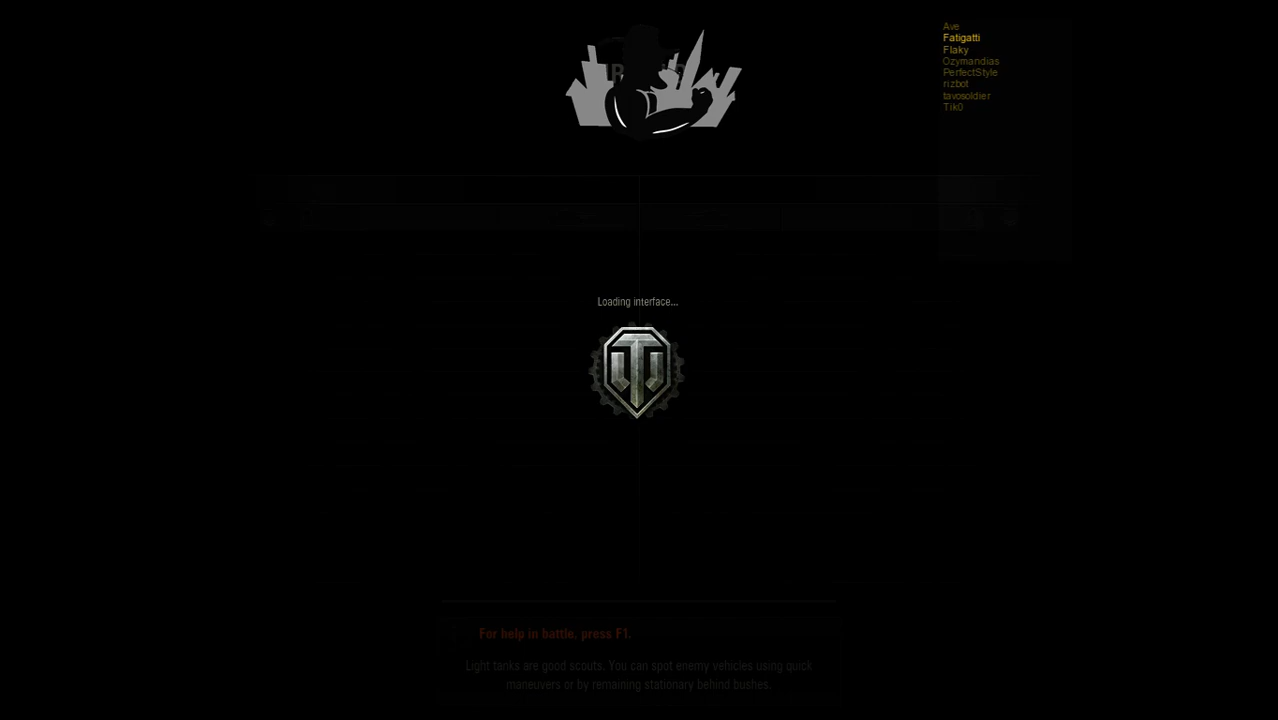 Ave
Fatigatti
Flaky
Ozymandias
PerfectStyle
rizbot
tavosoldier
Tik0
Loading interface...
For help in battle, press F1.
Light tanks are good scouts. You can spot enemy vehicles using quick
maneuvers or by remaining stationary behind bushes.